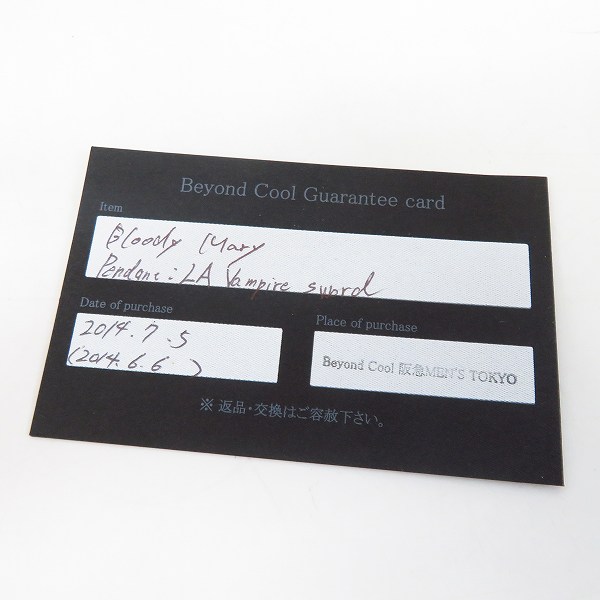 Beyond Cool Guarantee card
Item
Bloody Mary
Pendant: LA Vampire sword
Date of purchase
2014.7.5
(2014.6.6 )
Place of purchase
Beyond Cool 阪急MEN'S TOKYO
※ 返品・交換はご容赦下さい。